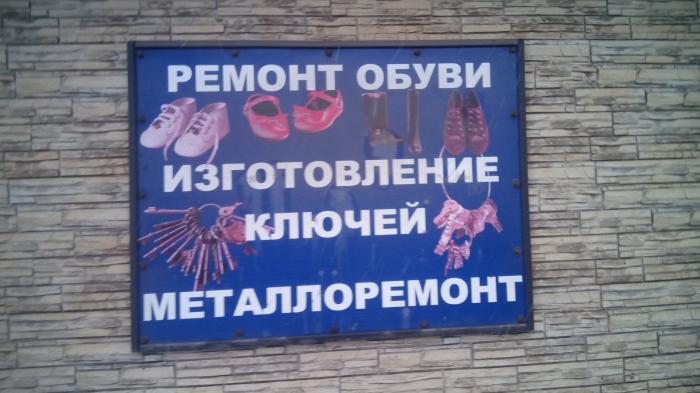 РЕМОНТ ОБУВИ
ИЗГОТОВЛЕНИЕ
КЛЮЧЕЙ
МЕТАЛЛОРЕМОНТ